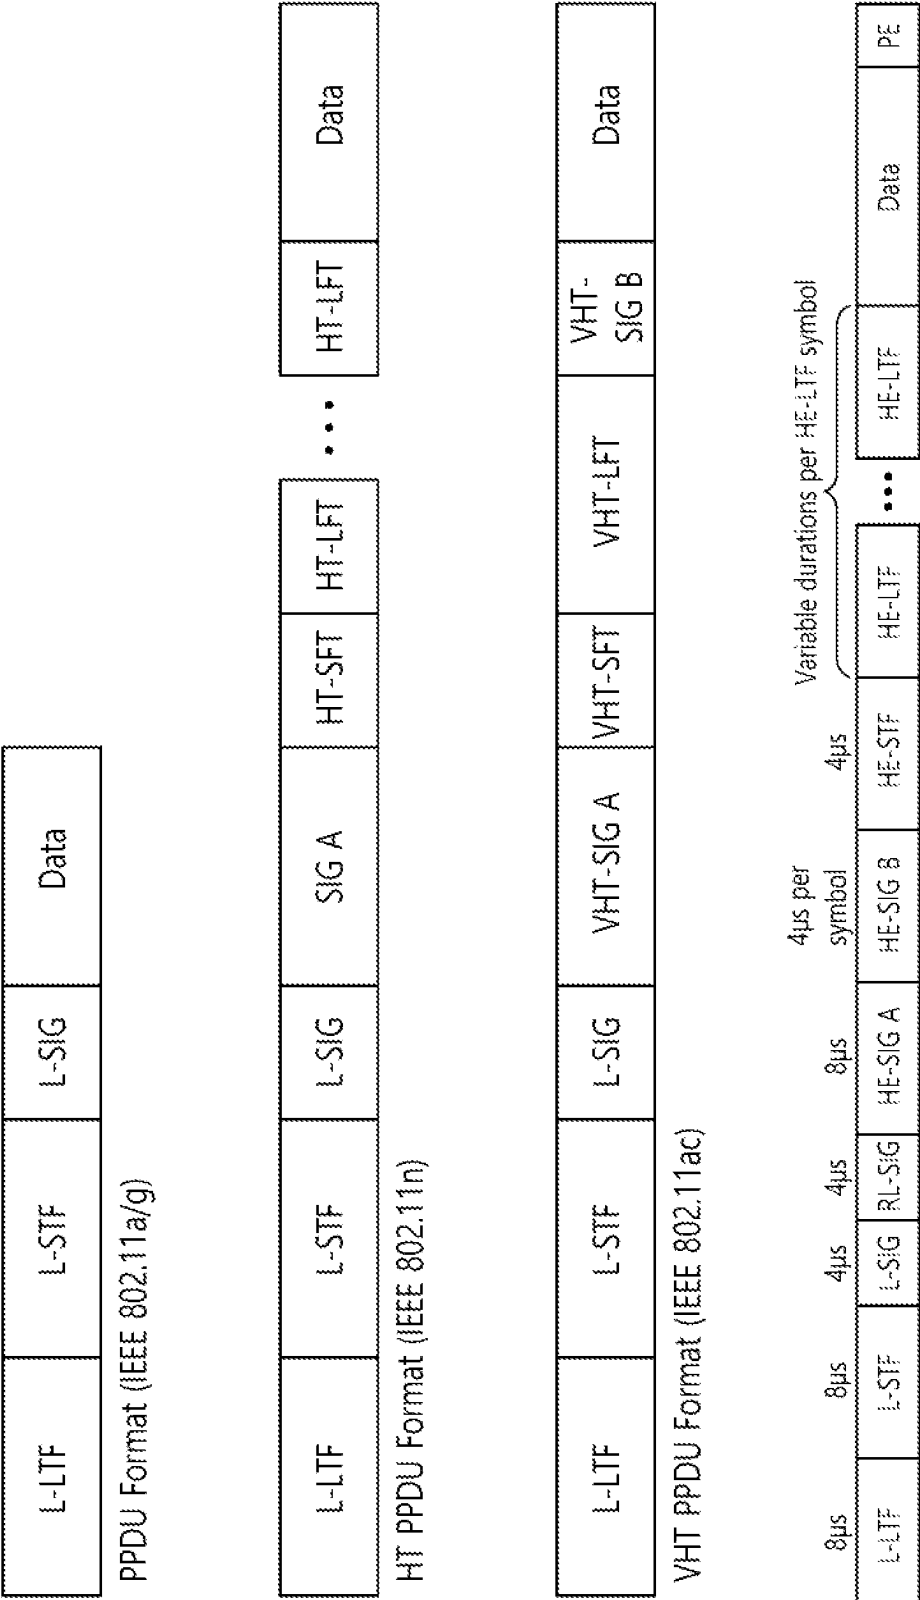 L-LTF
L-STF
L-SIG
Data
PPDU Format (IEEE 802.11a/g)
L-LTF
L-STF
L-SIG
SIG A
HT-SFT
HT-LFT
•••
HT-LFT
Data
HT PPDU Format (IEEE 802.11n)
L-LTF
L-STF
L-SIG
VHT-SIG A
VHT-SFT
VHT-LFT
VHT-
SIG B
Data
VHT PPDU Format (IEEE 802.11ac)
8µs
8µs
4µs
4µs
8µs
4µs per
symbol
4µs
Variable durations per HE-LTF symbol
L-LTF
L-STF
L-SIG
RL-SIG
HE-SIG A
HE-SIG B
HE-STF
HE-LTF
•••
HE-LTF
Data
PE